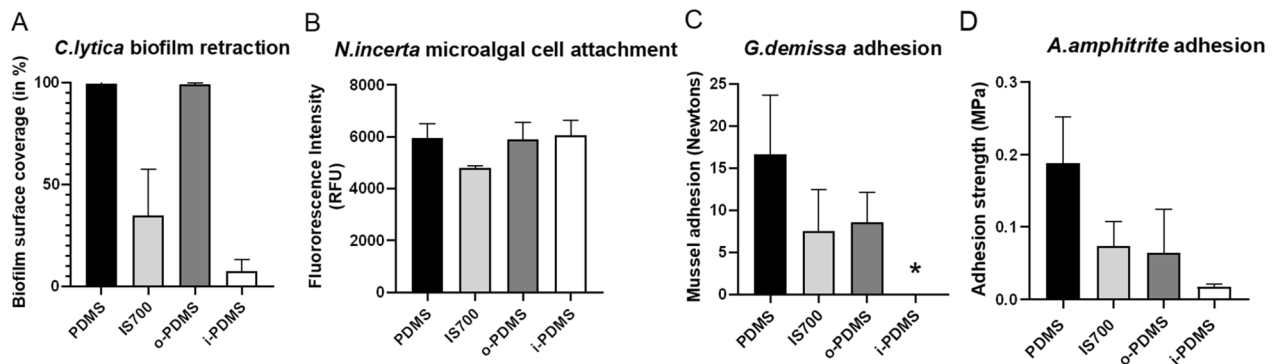 A
C.lytica biofilm retraction
Biofilm surface coverage (in %)
100
50
0
PDMS
IS700
o-PDMS
i-PDMS
B
N.incerta microalgal cell attachment
Fluororescence Intensity
(RFU)
8000
6000
4000
2000
0
PDMS
IS700
o-PDMS
i-PDMS
C
G.demissa adhesion
Mussel adhesion (Newtons)
25
20
15
10
5
0
*
PDMS
IS700
o-PDMS
i-PDMS
D
A.amphitrite adhesion
Adhesion strength (MPa)
0.3
0.2
0.1
0.0
PDMS
IS700
o-PDMS
i-PDMS